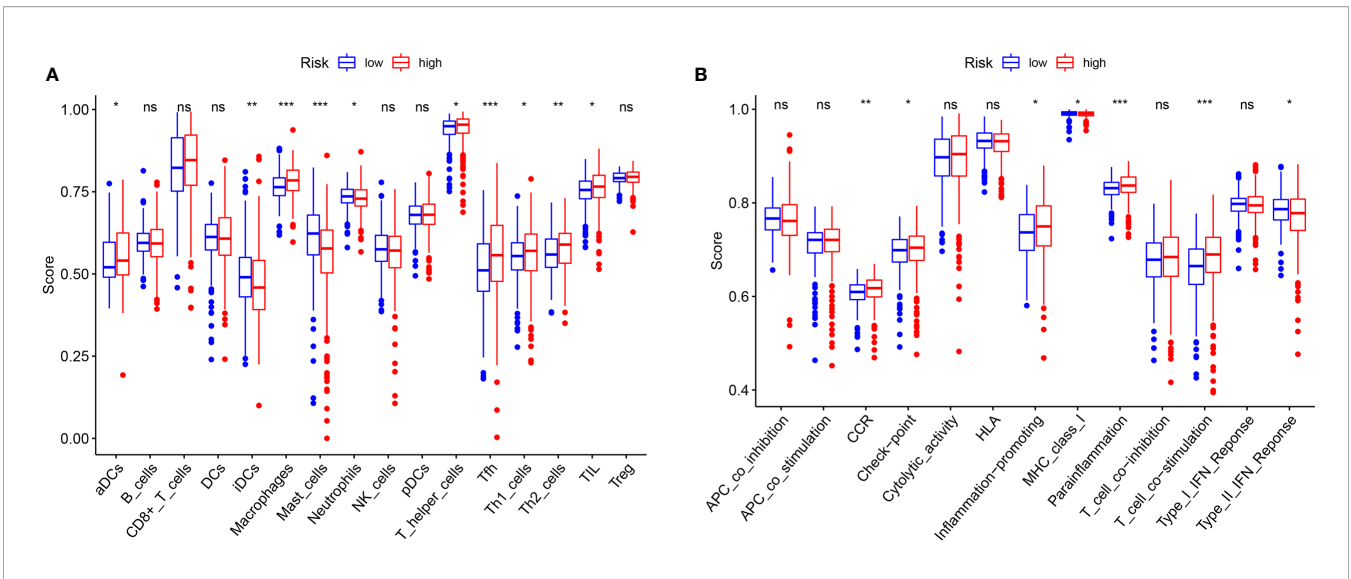 A
Risk low high
* ns ns ns ** *** *** * ns ns * *** * ** * ns
1.00
0.75
0.50
0.25
0.00
Score
aDCs
B_cells
CD8+_T_cells
DCs
iDCs
Macrophages
Mast_cells
Neutrophils
NK_cells
pDCs
T_helper_cells
Tfh
Th1_cells
Th2_cells
TIL
Treg
B
Risk low high
ns ns ** * ns ns * * *** ns *** ns *
1.0
0.8
0.6
0.4
Score
APC_co_inhibition
APC_co_stimulation
CCR
Check−point
Cytolytic_activity
HLA
Inflammation−promoting
MHC_class_I
Parainflammation
T_cell_co−inhibition
T_cell_co−stimulation
Type_I_IFN_Reponse
Type_II_IFN_Reponse